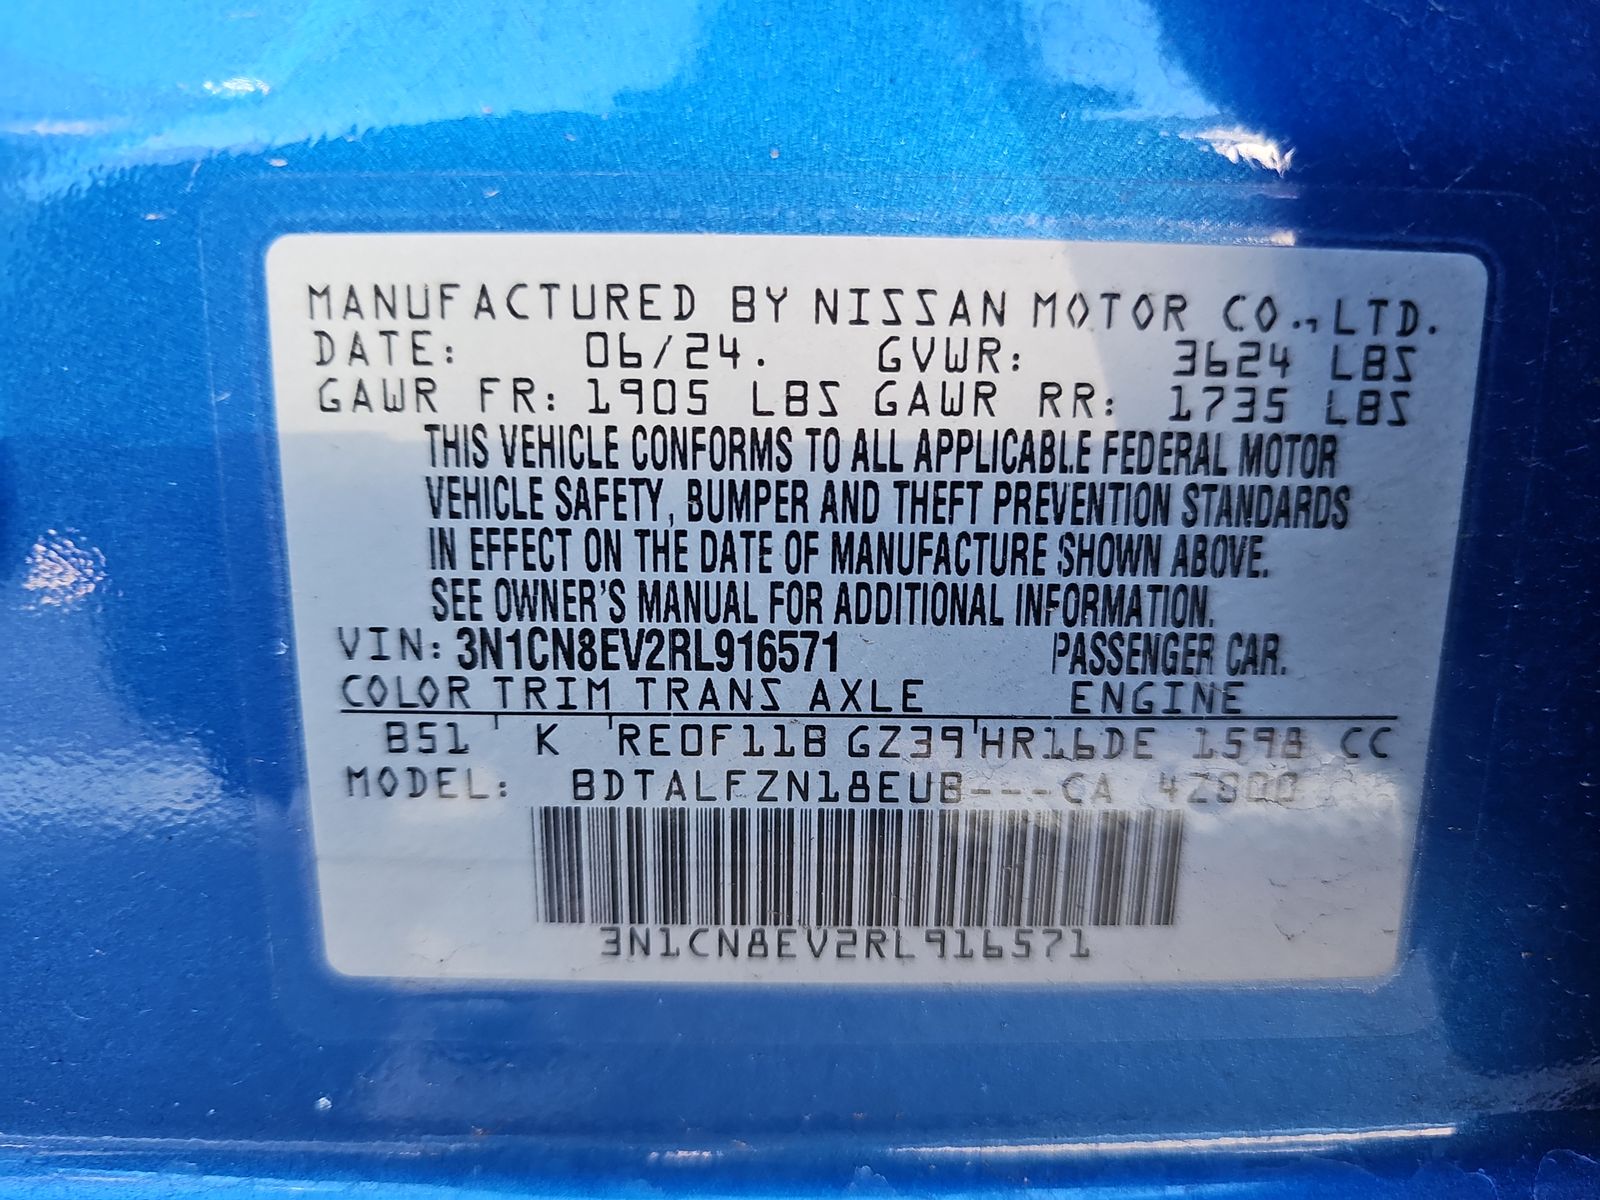 MANUFACTURED BY NISSAN MOTOR CO., LTD.
DATE: 06/24. GVWR: 3624 LBS
GAWR FR: 1905 LBS GAWR RR: 1735 LBS
THIS VEHICLE CONFORMS TO ALL APPLICABLE FEDERAL MOTOR
VEHICLE SAFETY, BUMPER AND THEFT PREVENTION STANDARDS
IN EFFECT ON THE DATE OF MANUFACTURE SHOWN ABOVE.
SEE OWNER'S MANUAL FOR ADDITIONAL INFORMATION.
VIN: 3N1CN8EV2RL916571 PASSENGER CAR.
COLOR TRIM TRANS AXLE ENGINE
B51 K RE0F11B GZ39 HR16DE 1598 CC
MODEL: BDTALFZN18EUB---CA 4Z800
3N1CN8EV2RL916571